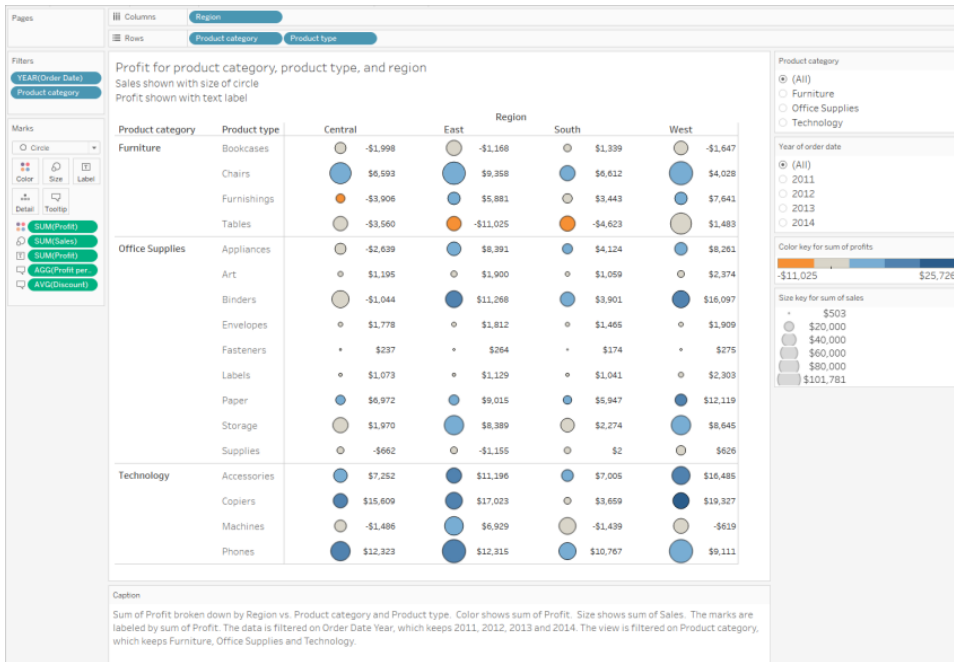 Pages
Columns Region
Rows Product category Product type
Filters
YEAR(Order Date)
Product category
Marks
Circle
Color Size Label
Detail Tooltip
SUM(Profit)
SUM(Sales)
SUM(Profit)
AGG(Profit per..
AVG(Discount)
Profit for product category, product type, and region
Sales shown with size of circle
Profit shown with text label
Region
Product category Product type Central East South West
Furniture Bookcases -$1,998 -$1,168 $1,339 -$1,647
Chairs $6,593 $9,358 $6,612 $4,028
Furnishings -$3,906 $5,881 $3,443 $7,641
Tables -$3,560 -$11,025 -$4,623 $1,483
Office Supplies Appliances -$2,639 $8,391 $4,124 $8,261
Art $1,195 $1,900 $1,059 $2,374
Binders -$1,044 $11,268 $3,901 $16,097
Envelopes $1,778 $1,812 $1,465 $1,909
Fasteners $237 $264 $174 $275
Labels $1,073 $1,129 $1,041 $2,303
Paper $6,972 $9,015 $5,947 $12,119
Storage $1,970 $8,389 $2,274 $8,645
Supplies -$662 -$1,155 $2 $626
Technology Accessories $7,252 $11,196 $7,005 $16,485
Copiers $15,609 $17,023 $3,659 $19,327
Machines -$1,486 $6,929 -$1,439 -$619
Phones $12,323 $12,315 $10,767 $9,111
Product category
(All)
Furniture
Office Supplies
Technology
Year of order date
(All)
2011
2012
2013
2014
Color key for sum of profits
-$11,025 $25,726
Size key for sum of sales
$503
$20,000
$40,000
$60,000
$80,000
$101,781
Caption
Sum of Profit broken down by Region vs. Product category and Product type. Color shows sum of Profit. Size shows sum of Sales. The marks are
labeled by sum of Profit. The data is filtered on Order Date Year, which keeps 2011, 2012, 2013 and 2014. The view is filtered on Product category,
which keeps Furniture, Office Supplies and Technology.